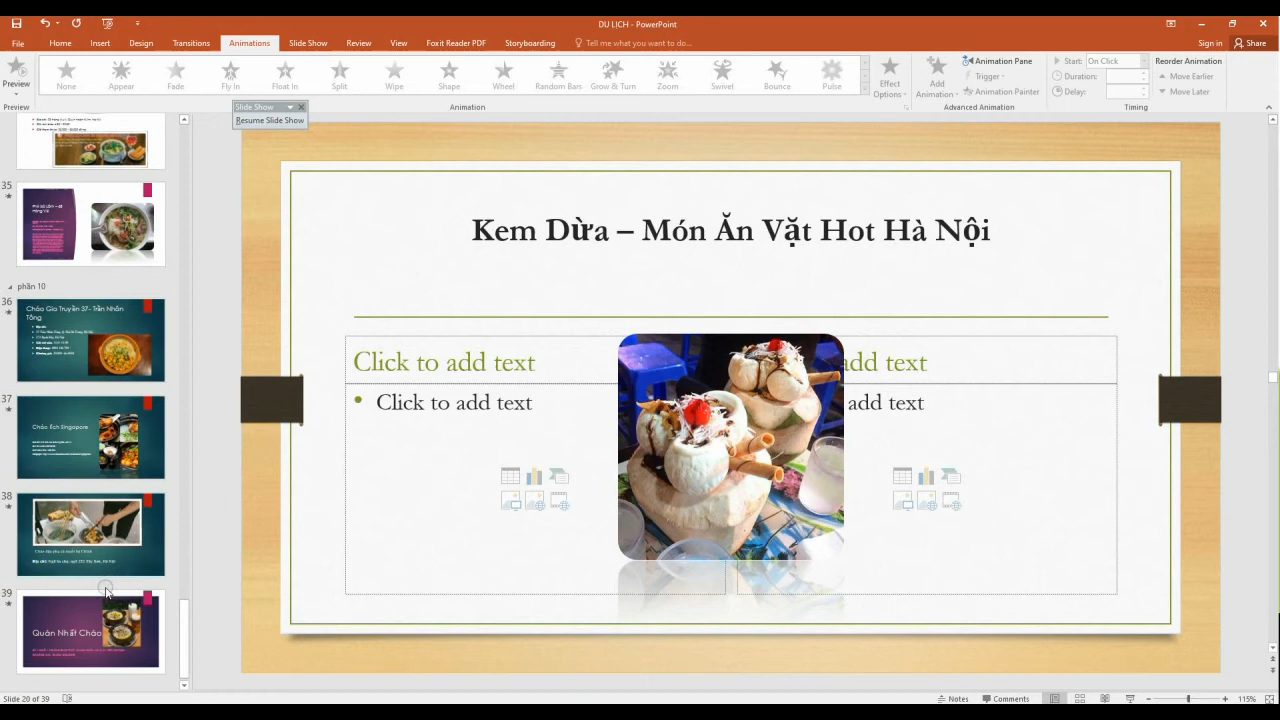 DU LỊCH - PowerPoint
File Home Insert Design Transitions Animations Slide Show Review View Foxit Reader PDF Storyboarding Tell me what you want to do... Sign in Share
Preview None Appear Fade Fly In Float In Split Wipe Shape Wheel Random Bars Grow & Turn Zoom Swivel Bounce Pulse
Effect Options
Add Animation
Animation Pane
Trigger
Animation Painter
Start: On Click
Duration:
Delay:
Reorder Animation
Move Earlier
Move Later
Preview Animation Advanced Animation Timing
Slide Show
Resume Slide Show
35
phần 10
36
Cháo Gia Truyền 37- Trần Nhân Tông
37
Cháo Ếch Singapore
38
39
Quán Nhất Cháo
Kem Dừa – Món Ăn Vặt Hot Hà Nội
Click to add text
add text
Click to add text
add text
Slide 20 of 39
Notes Comments 115%